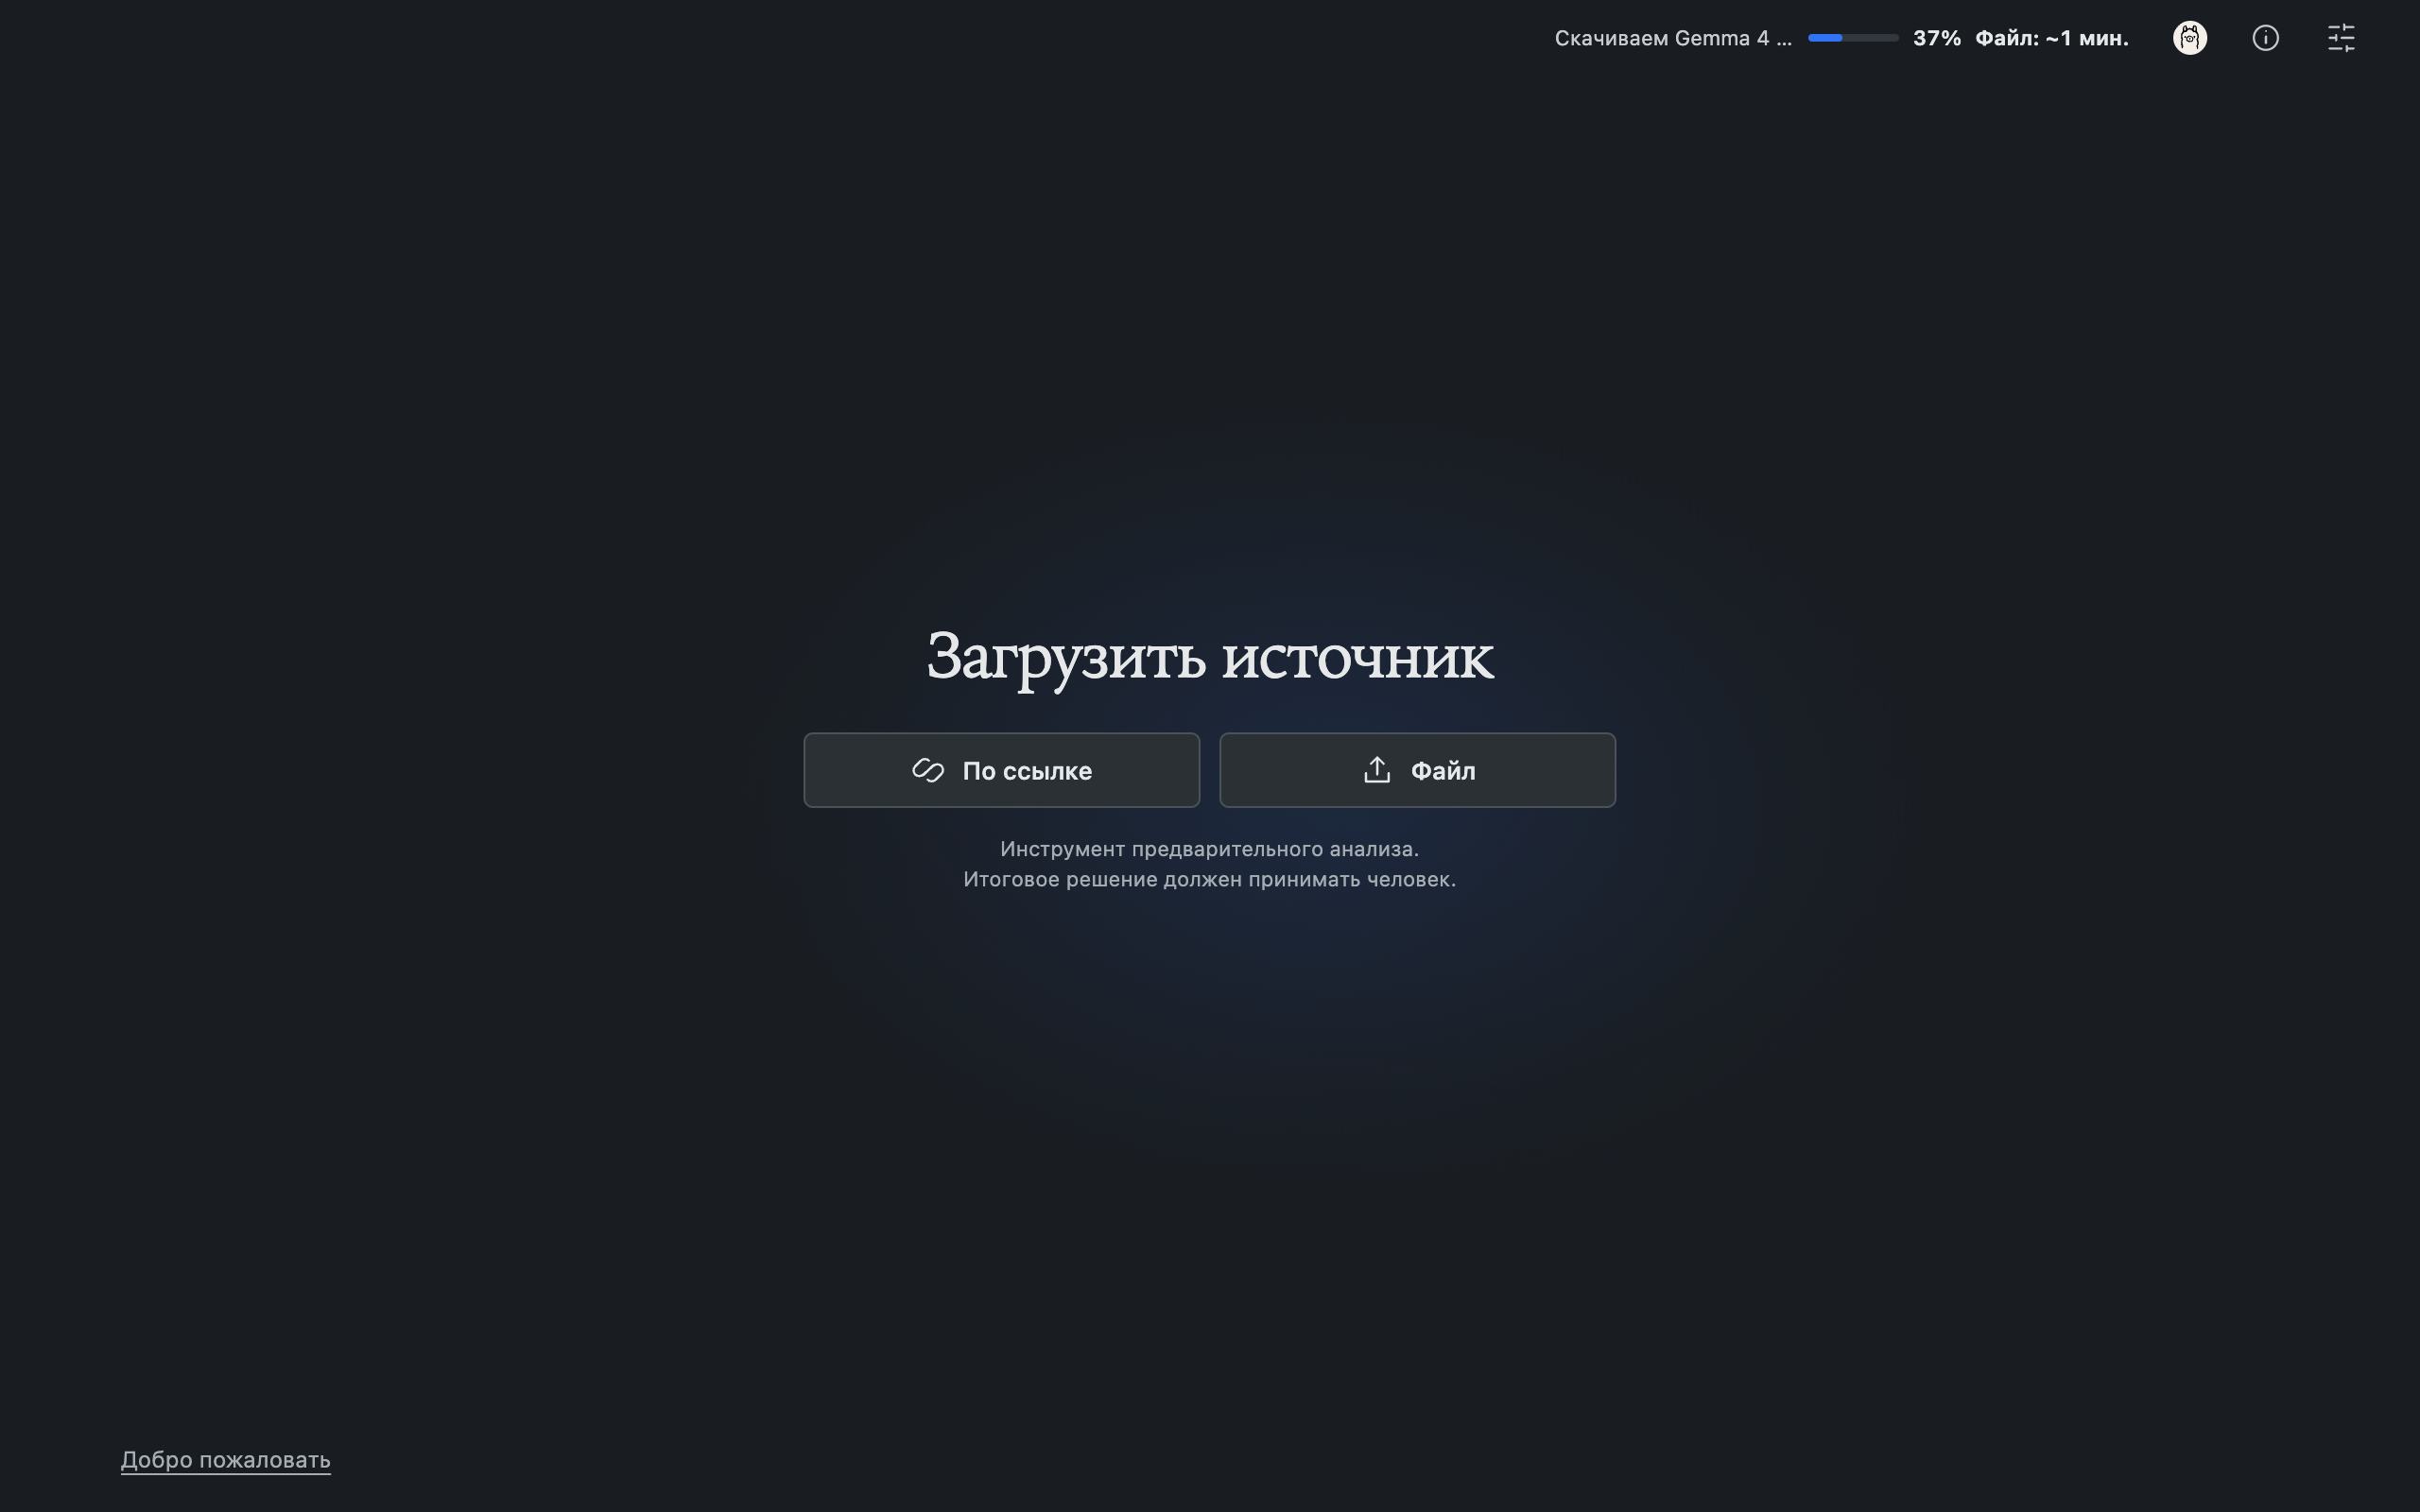 Скачиваем Gemma 4 ... 37% Файл: ~1 мин.
Загрузить источник
По ссылке Файл
Инструмент предварительного анализа.
Итоговое решение должен принимать человек.
Добро пожаловать